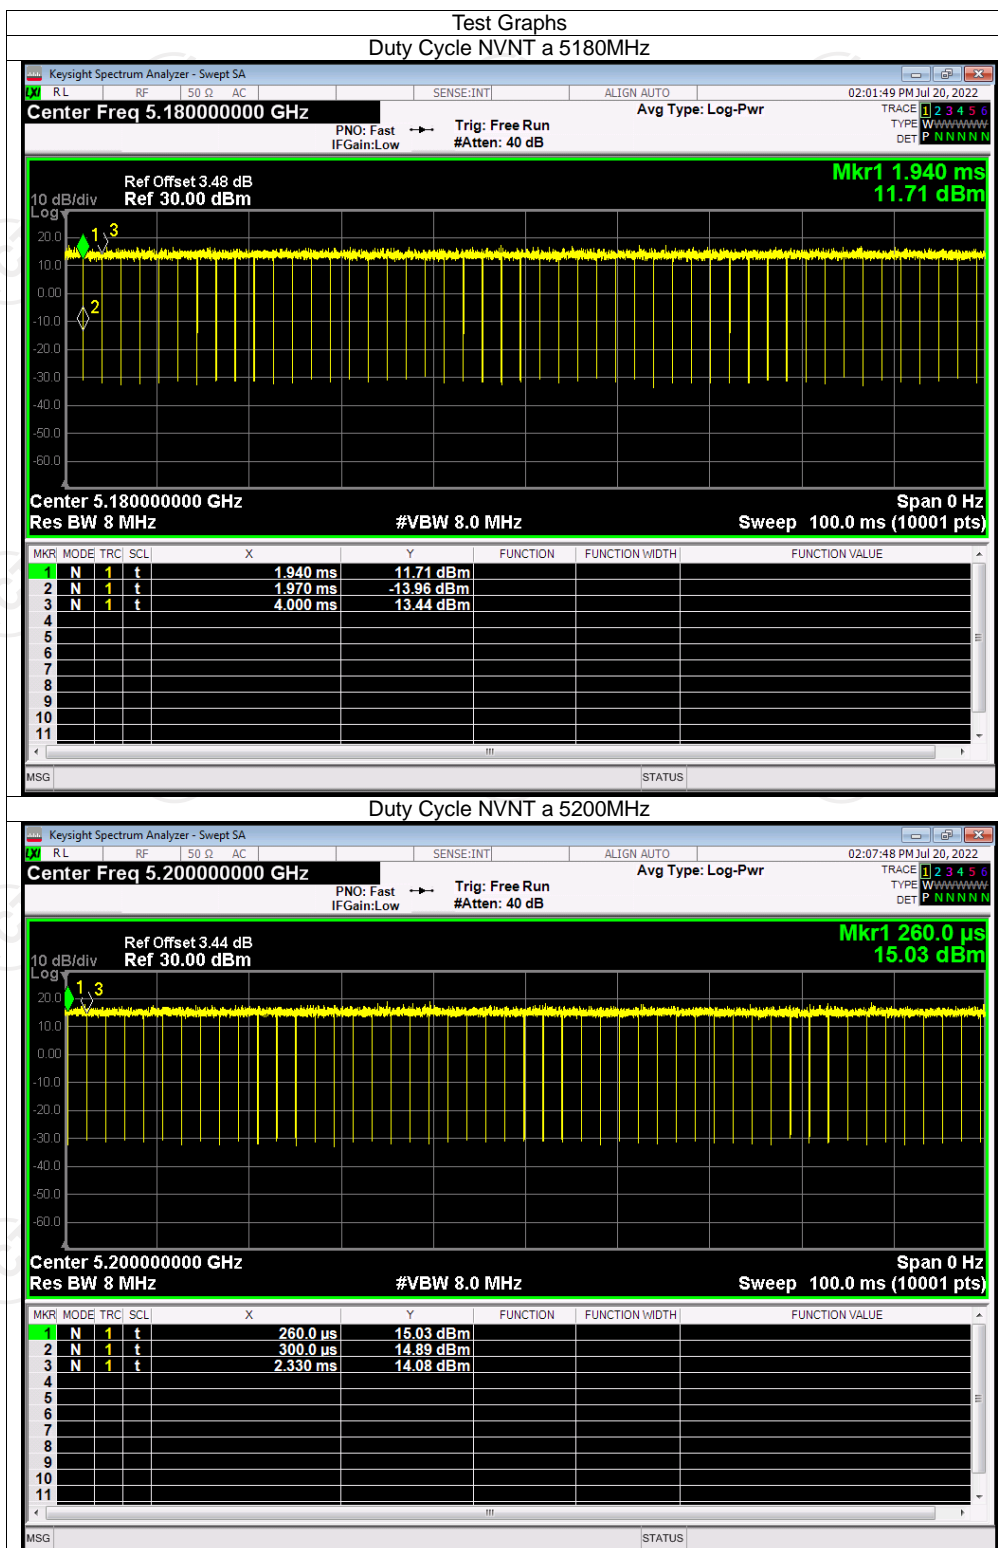 Test Graphs
Duty Cycle NVNT a 5180MHz
Keysight Spectrum Analyzer - Swept SA
LXI RL RF 50 Ω AC SENSE:INT ALIGN AUTO 02:01:49 PM Jul 20, 2022
Center Freq 5.180000000 GHz Avg Type: Log-Pwr TRACE 1 2 3 4 5 6
PNO: Fast Trig: Free Run TYPE WWWWWW
IFGain:Low #Atten: 40 dB DET P N N N N N
Mkr1 1.940 ms
Ref Offset 3.48 dB
10 dB/div Ref 30.00 dBm 11.71 dBm
Log
20.0
10.0
0.00
-10.0
-20.0
-30.0
-40.0
-50.0
-60.0
1 3
2
Center 5.180000000 GHz Span 0 Hz
Res BW 8 MHz #VBW 8.0 MHz Sweep 100.0 ms (10001 pts)
MKR MODE TRC SCL X Y FUNCTION FUNCTION WIDTH FUNCTION VALUE
1 N 1 t 1.940 ms 11.71 dBm
2 N 1 t 1.970 ms -13.96 dBm
3 N 1 t 4.000 ms 13.44 dBm
4
5
6
7
8
9
10
11
MSG STATUS
Duty Cycle NVNT a 5200MHz
Keysight Spectrum Analyzer - Swept SA
LXI RL RF 50 Ω AC SENSE:INT ALIGN AUTO 02:07:48 PM Jul 20, 2022
Center Freq 5.200000000 GHz Avg Type: Log-Pwr TRACE 1 2 3 4 5 6
PNO: Fast Trig: Free Run TYPE WWWWWW
IFGain:Low #Atten: 40 dB DET P N N N N N
Mkr1 260.0 µs
Ref Offset 3.44 dB
10 dB/div Ref 30.00 dBm 15.03 dBm
Log
20.0
10.0
0.00
-10.0
-20.0
-30.0
-40.0
-50.0
-60.0
1 3
Center 5.200000000 GHz Span 0 Hz
Res BW 8 MHz #VBW 8.0 MHz Sweep 100.0 ms (10001 pts)
MKR MODE TRC SCL X Y FUNCTION FUNCTION WIDTH FUNCTION VALUE
1 N 1 t 260.0 µs 15.03 dBm
2 N 1 t 300.0 µs 14.89 dBm
3 N 1 t 2.330 ms 14.08 dBm
4
5
6
7
8
9
10
11
MSG STATUS